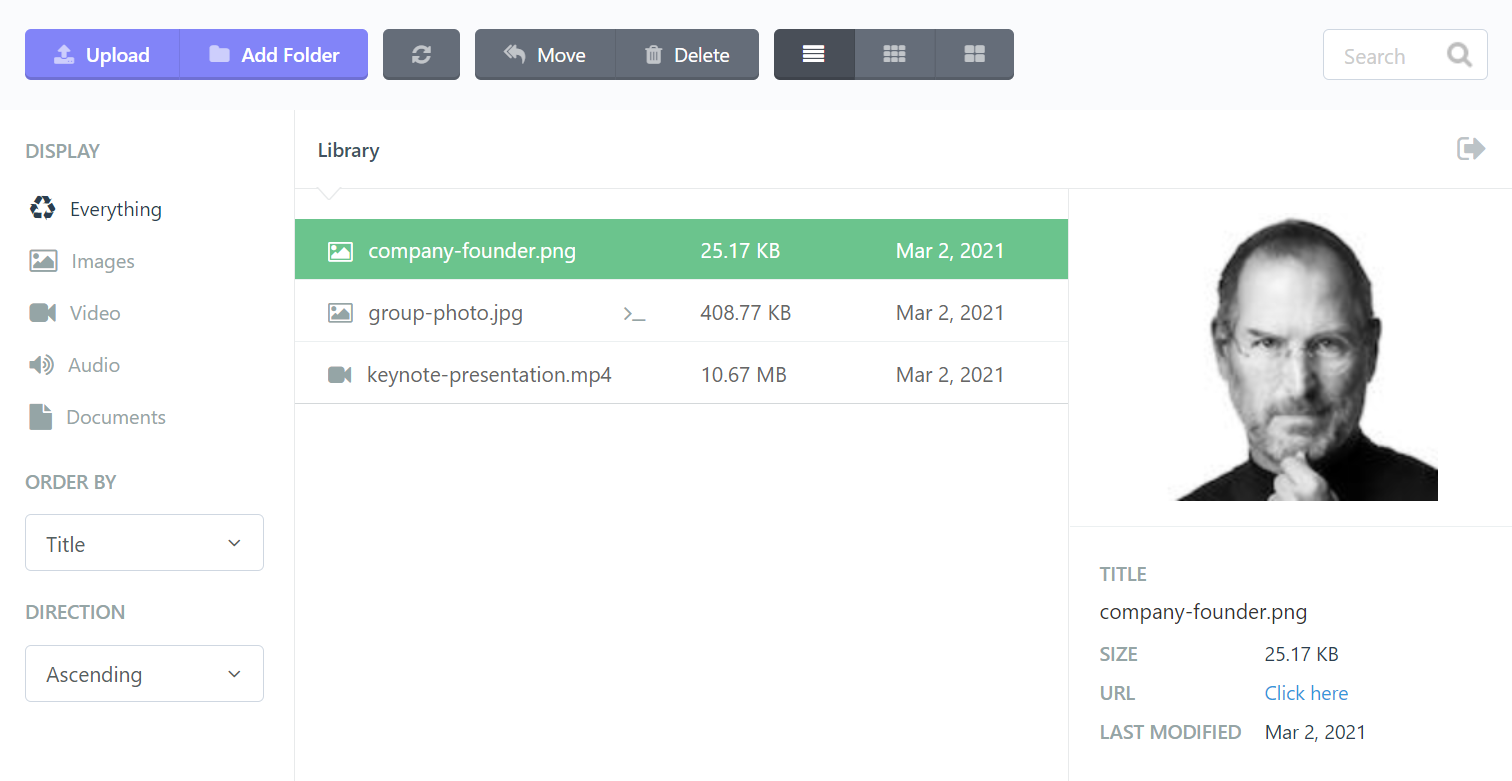 Upload Add Folder Move Delete Search
DISPLAY
Everything
Images
Video
Audio
Documents
ORDER BY
Title
DIRECTION
Ascending
Library
company-founder.png 25.17 KB Mar 2, 2021
group-photo.jpg 408.77 KB Mar 2, 2021
keynote-presentation.mp4 10.67 MB Mar 2, 2021
TITLE
company-founder.png
SIZE 25.17 KB
URL Click here
LAST MODIFIED Mar 2, 2021